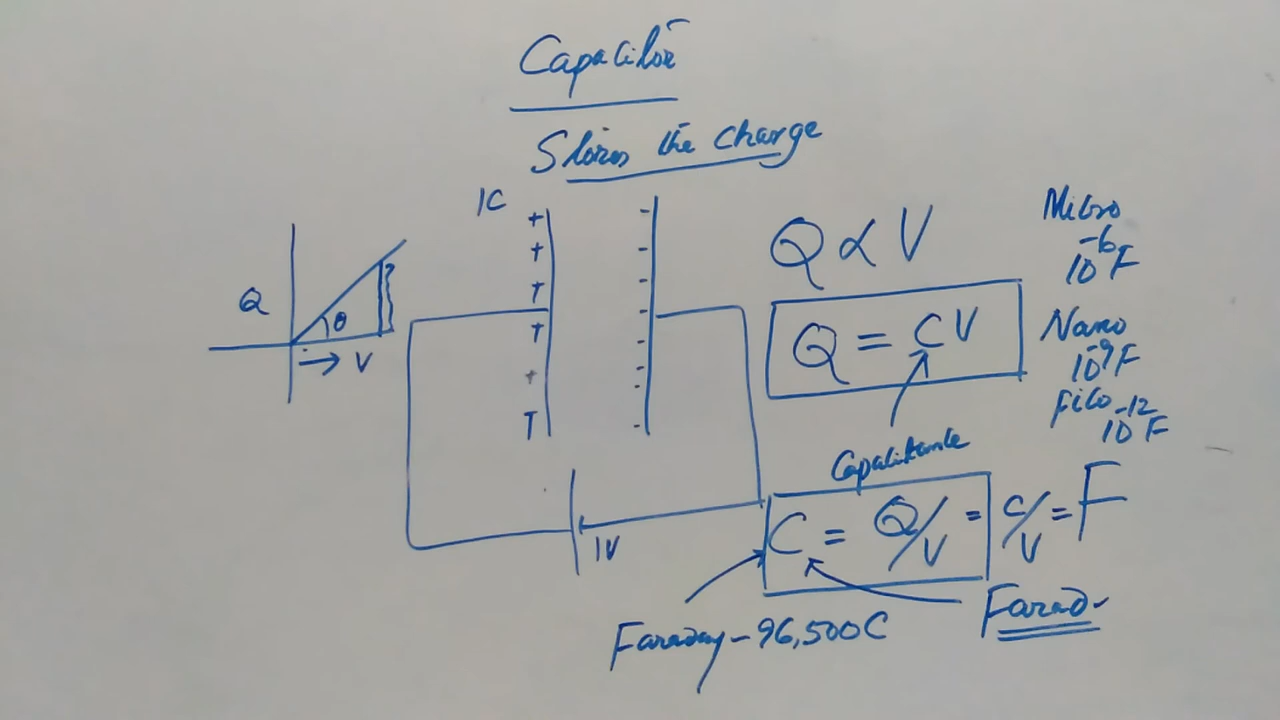 Capacitor
Stores the charge
1C
+ + + + + +
- - - - - - - -
Q ∝ V
Q = CV
Capacitance
Micro
10⁻⁶F
Nano
10⁻⁹F
Pico
10⁻¹²F
Q
θ
→ V
1V
C = Q/V = C/V = F
Faraday - 96,500C
Farad